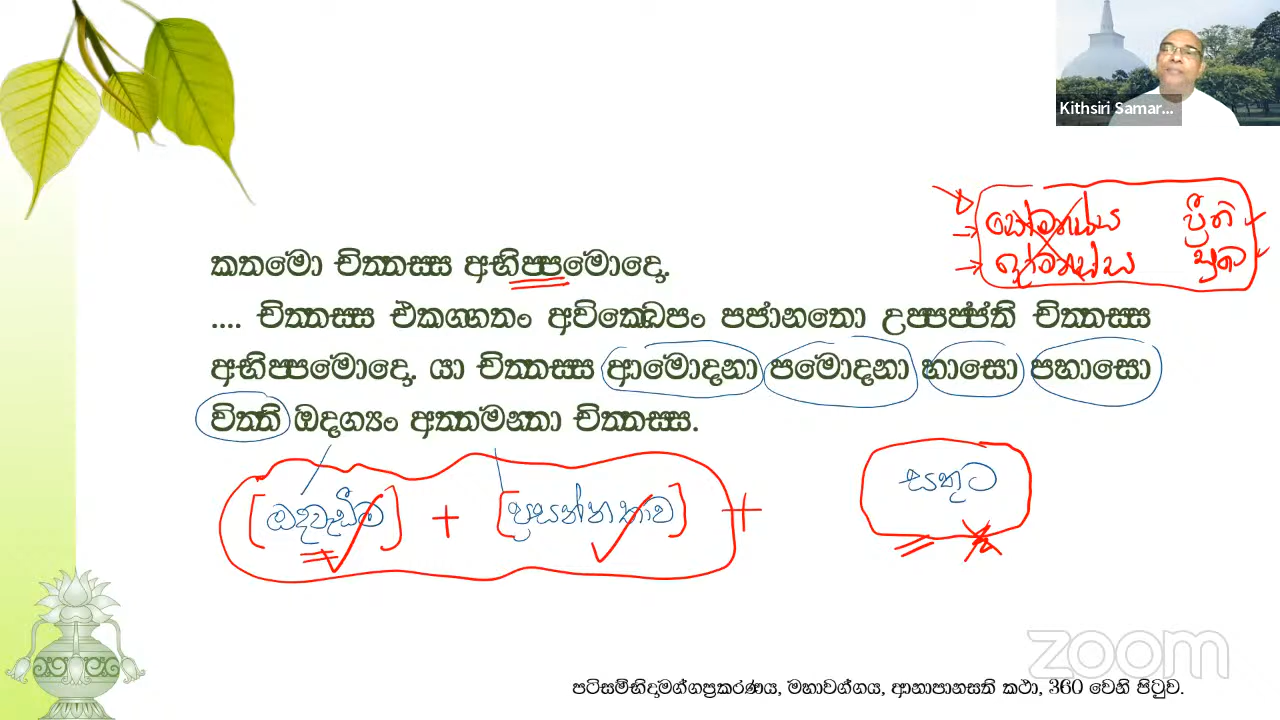 Kithsiri Samar...
සෝමනස්ස ප්‍රීති
දෝමනස්ස සුඛ
කතමො චිත්තස්ස අභිප්පමොදො.
.... චිත්තස්ස එකග්ගතං අවික්ඛෙපං පජානතො උප්පජ්ජති චිත්තස්ස
අභිප්පමොදො. යා චිත්තස්ස ආමොදනා පමොදනා හාසො පහාසො
විත්ති ඔදග්‍යං අත්තමනතා චිත්තස්ස.
[ඔදවැඩීම] + [ප්‍රසන්නභාව] + සතුට
zoom
පටිසම්භිදාමග්ගප්‍රකරණය, මහාවග්ගය, ආනාපානසති කථා, 360 වෙනි පිටුව.